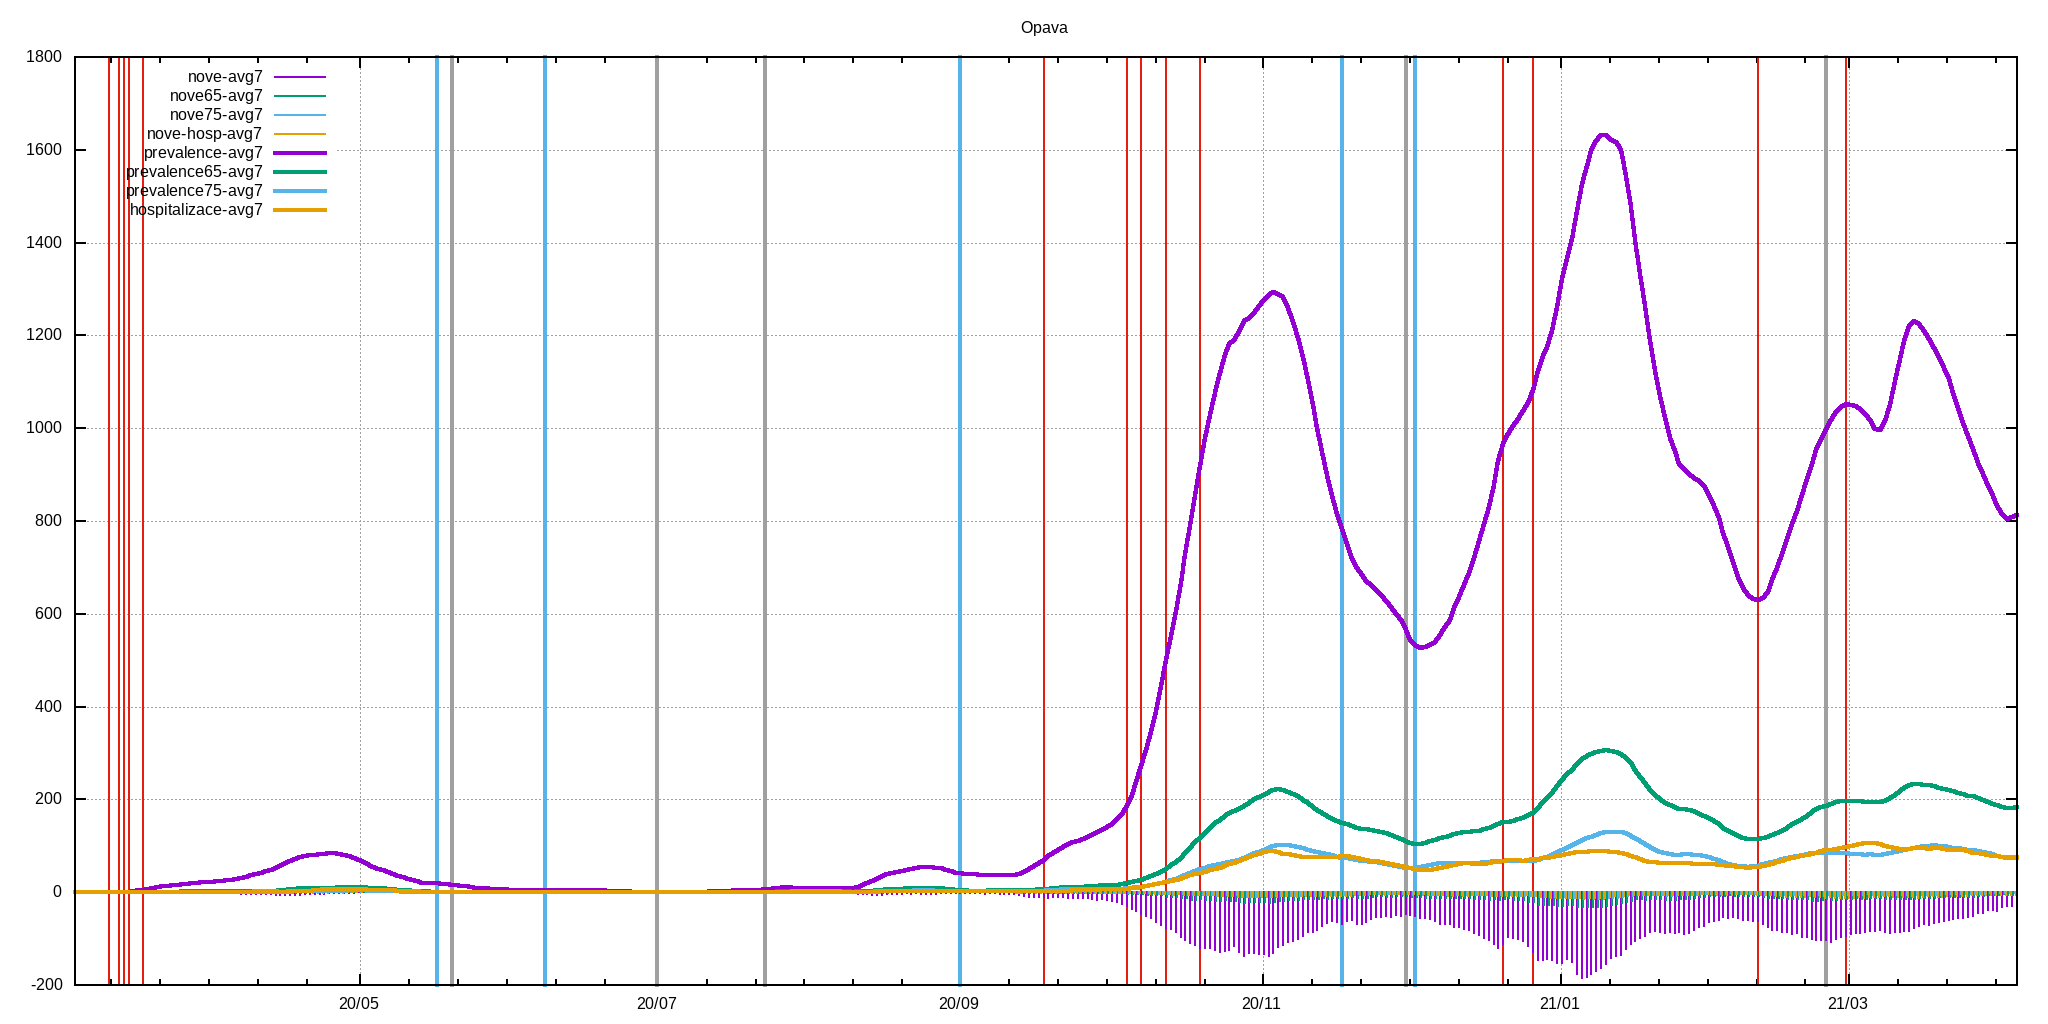 Opava
1800
1600
1400
1200
1000
800
600
400
200
0
-200
nove-avg7
nove65-avg7
nove75-avg7
nove-hosp-avg7
prevalence-avg7
prevalence65-avg7
prevalence75-avg7
hospitalizace-avg7
20/05
20/07
20/09
20/11
21/01
21/03